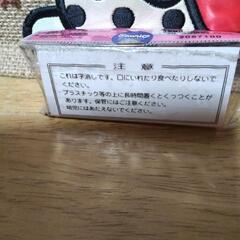 注意
これは字消しです。口にいれたり食べたりしないで
ください。
プラスチック等の上に長時間置くとくっつくことが
あります。保管にはご注意ください。
幼児にはあたえないでください。